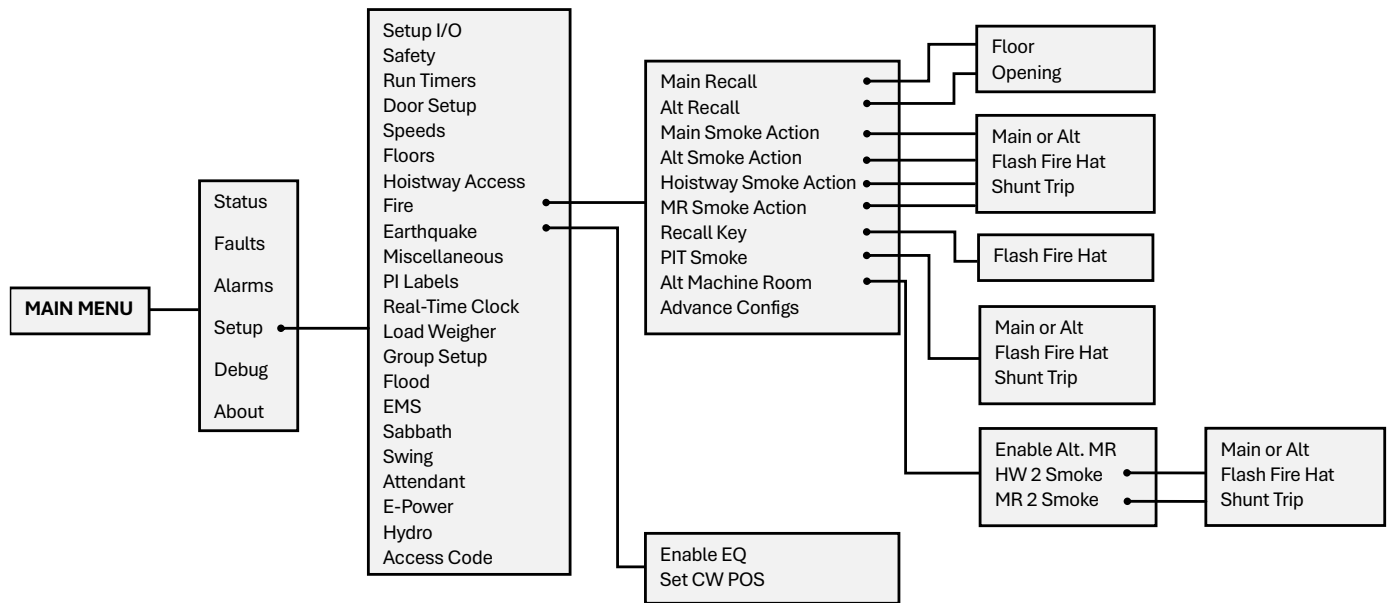 MAIN MENU
Status
Faults
Alarms
Setup
Debug
About
Setup I/O
Safety
Run Timers
Door Setup
Speeds
Floors
Hoistway Access
Fire
Earthquake
Miscellaneous
PI Labels
Real-Time Clock
Load Weigher
Group Setup
Flood
EMS
Sabbath
Swing
Attendant
E-Power
Hydro
Access Code
Main Recall
Alt Recall
Main Smoke Action
Alt Smoke Action
Hoistway Smoke Action
MR Smoke Action
Recall Key
PIT Smoke
Alt Machine Room
Advance Configs
Floor
Opening
Main or Alt
Flash Fire Hat
Shunt Trip
Flash Fire Hat
Main or Alt
Flash Fire Hat
Shunt Trip
Enable Alt. MR
HW 2 Smoke
MR 2 Smoke
Main or Alt
Flash Fire Hat
Shunt Trip
Enable EQ
Set CW POS